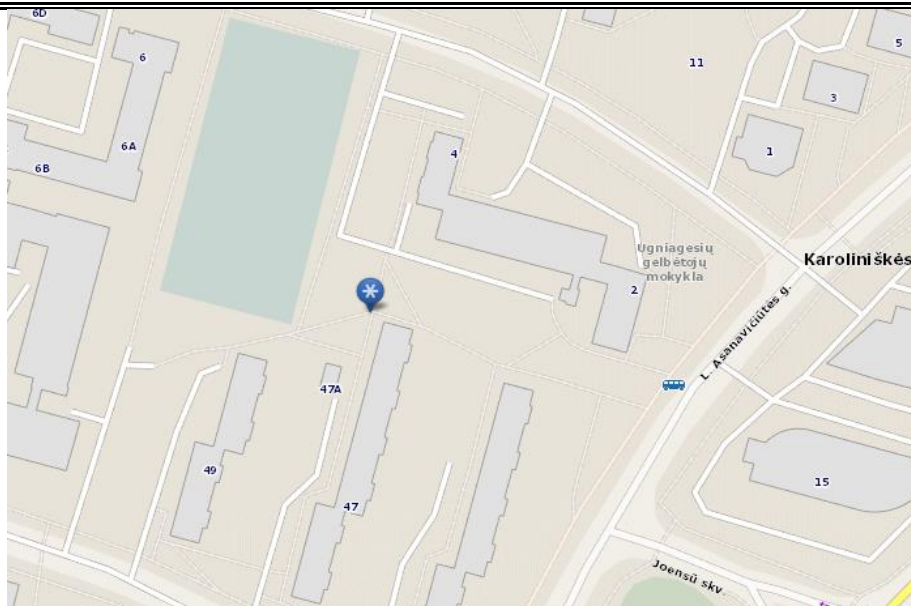 6D
6
5
11
3
6A
4
1
6B
Ugniagesių
gelbėtojų
mokykla
Karoliniškės
2
L. Asanavičiūtės g.
47A
49
15
47
Joensū skv.